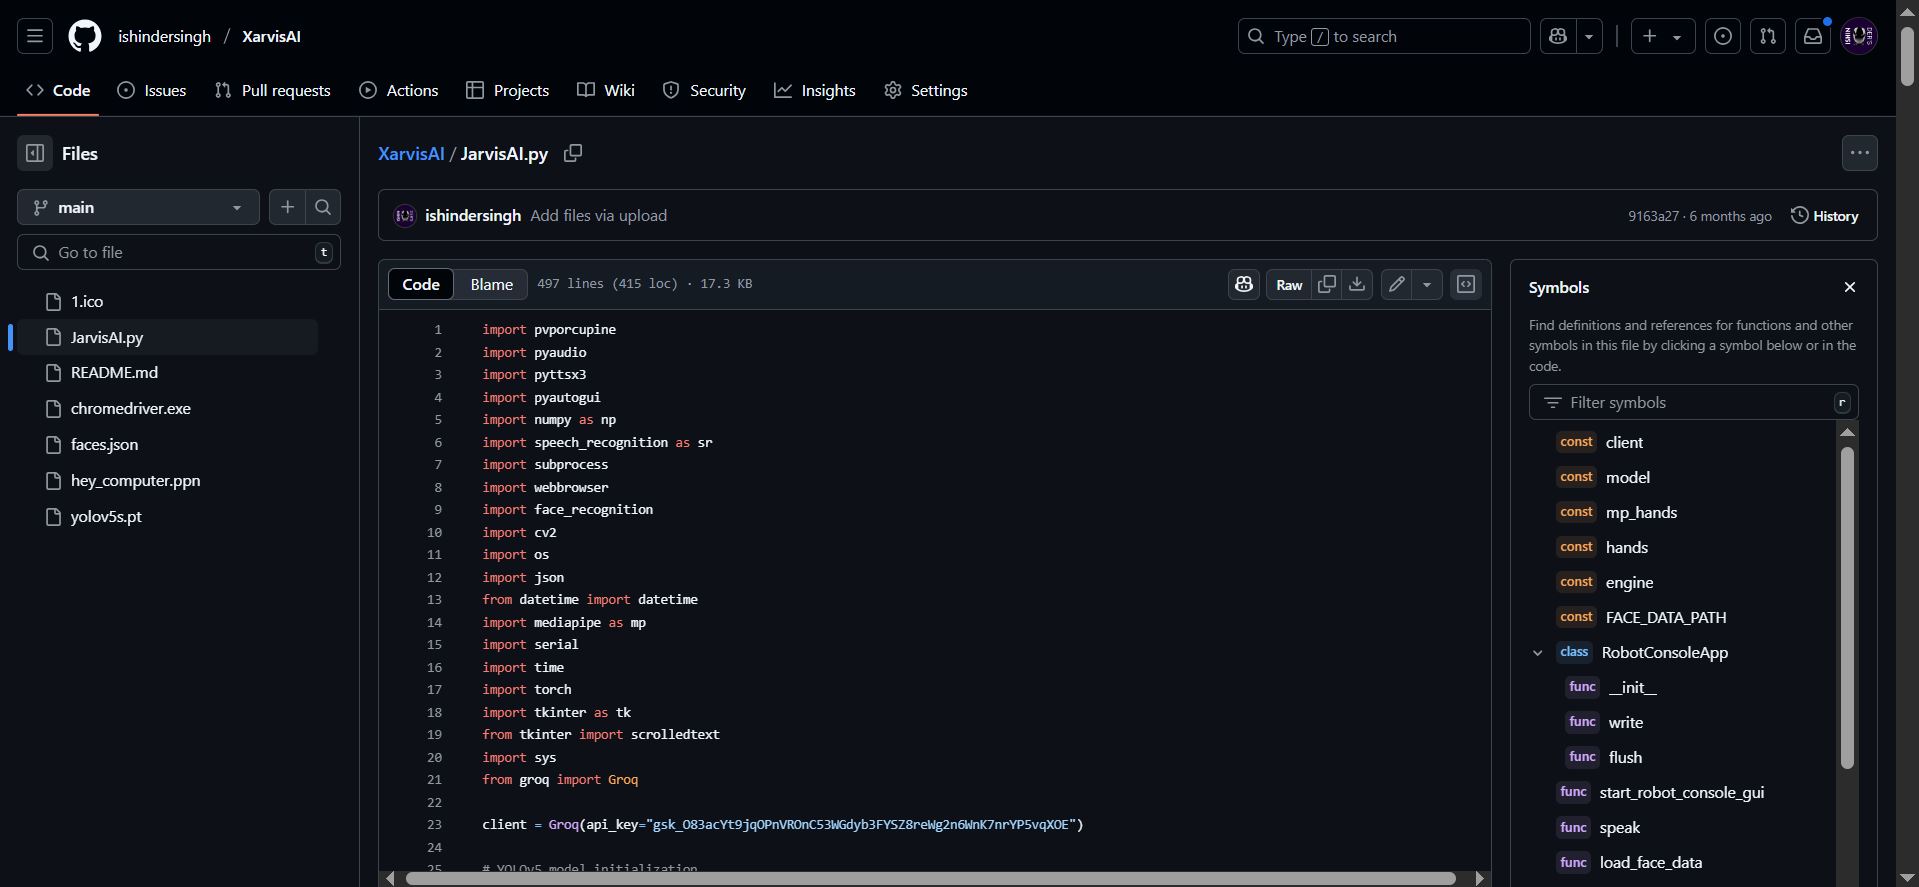 ishindersingh / XarvisAI
Type / to search
Code Issues Pull requests Actions Projects Wiki Security Insights Settings
Files
main
Go to file t
1.ico
JarvisAI.py
README.md
chromedriver.exe
faces.json
hey_computer.ppn
yolov5s.pt
XarvisAI / JarvisAI.py
ishindersingh Add files via upload
9163a27 · 6 months ago History
Code Blame 497 lines (415 loc) · 17.3 KB
Raw
1 import pvporcupine
2 import pyaudio
3 import pyttsx3
4 import pyautogui
5 import numpy as np
6 import speech_recognition as sr
7 import subprocess
8 import webbrowser
9 import face_recognition
10 import cv2
11 import os
12 import json
13 from datetime import datetime
14 import mediapipe as mp
15 import serial
16 import time
17 import torch
18 import tkinter as tk
19 from tkinter import scrolledtext
20 import sys
21 from groq import Groq
22
23 client = Groq(api_key="")
24
25 # YOLOv5 model initialization
Symbols
Find definitions and references for functions and other
symbols in this file by clicking a symbol below or in the
code.
Filter symbols r
const client
const model
const mp_hands
const hands
const engine
const FACE_DATA_PATH
class RobotConsoleApp
func __init__
func write
func flush
func start_robot_console_gui
func speak
func load_face_data